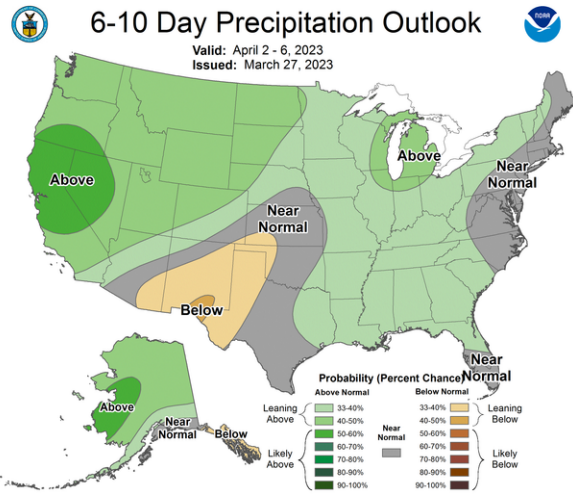 6-10 Day Precipitation Outlook
NOAA
Valid: April 2 - 6, 2023
Issued: March 27, 2023
Above
Above
Near
Normal
Near
Normal
Below
Near
Normal
Above
Near
Normal
Below
Probability (Percent Chance)
Above Normal
Below Normal
Leaning
Above
33-40%
40-50%
Likely
Above
50-60%
60-70%
70-80%
80-90%
90-100%
Near
Normal
33-40%
40-50%
Leaning
Below
50-60%
60-70%
70-80%
80-90%
90-100%
Likely
Below